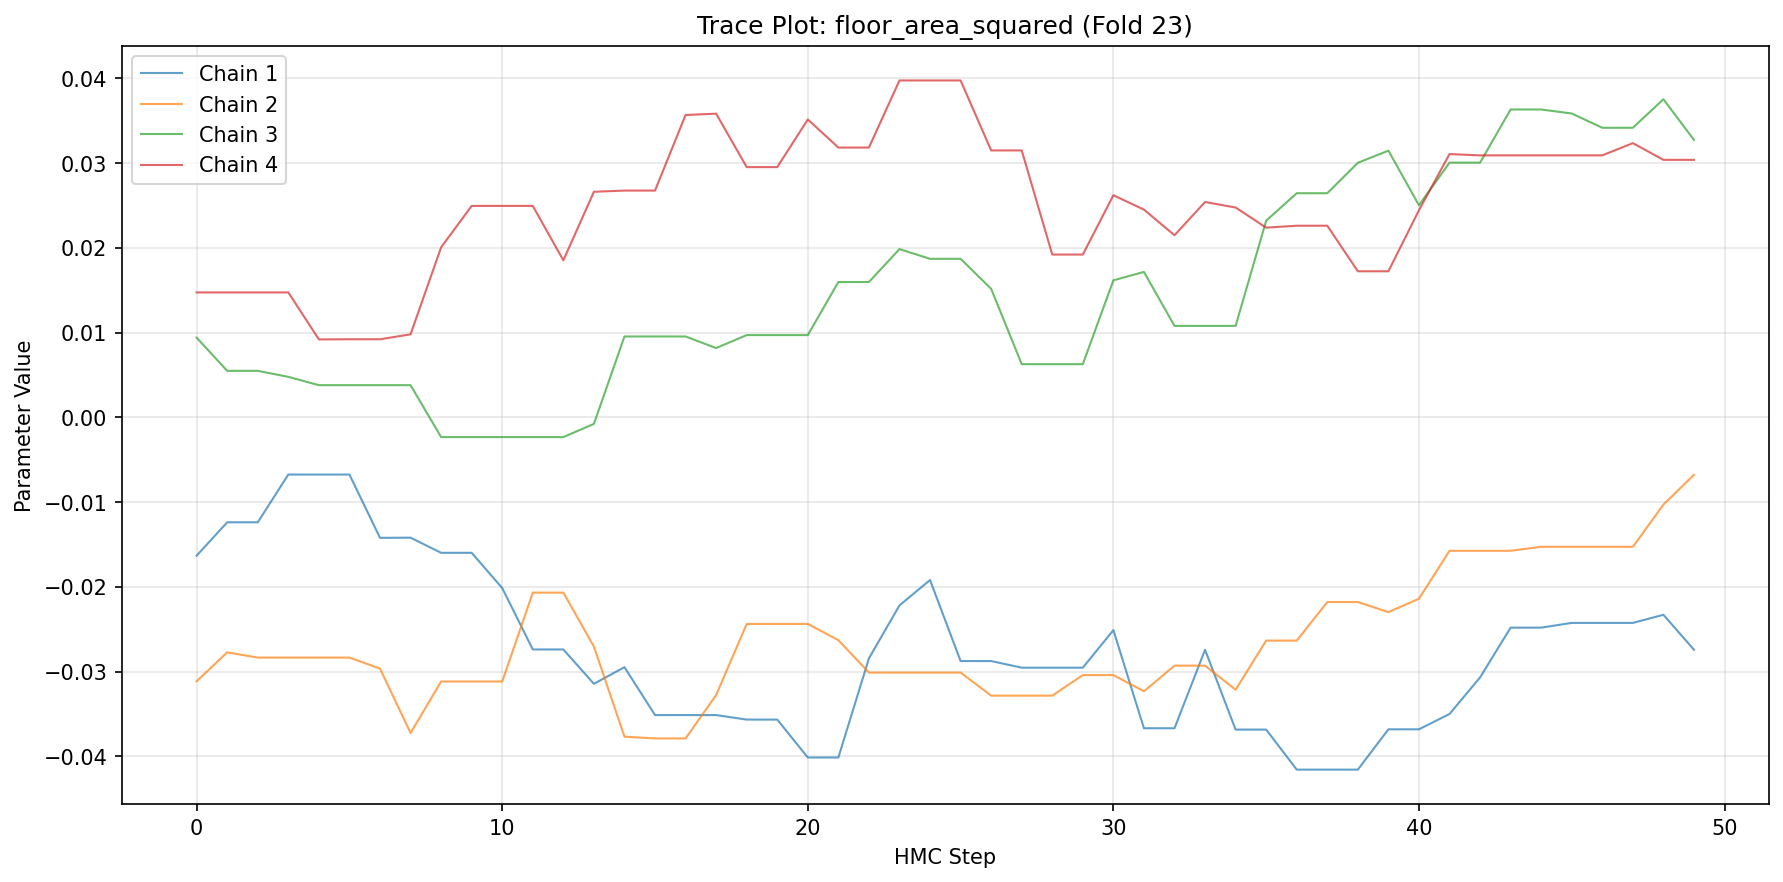 Trace Plot: floor_area_squared (Fold 23)
Chain 1
Chain 2
Chain 3
Chain 4
0.04
0.03
0.02
0.01
0.00
−0.01
−0.02
−0.03
−0.04
Parameter Value
0 10 20 30 40 50
HMC Step